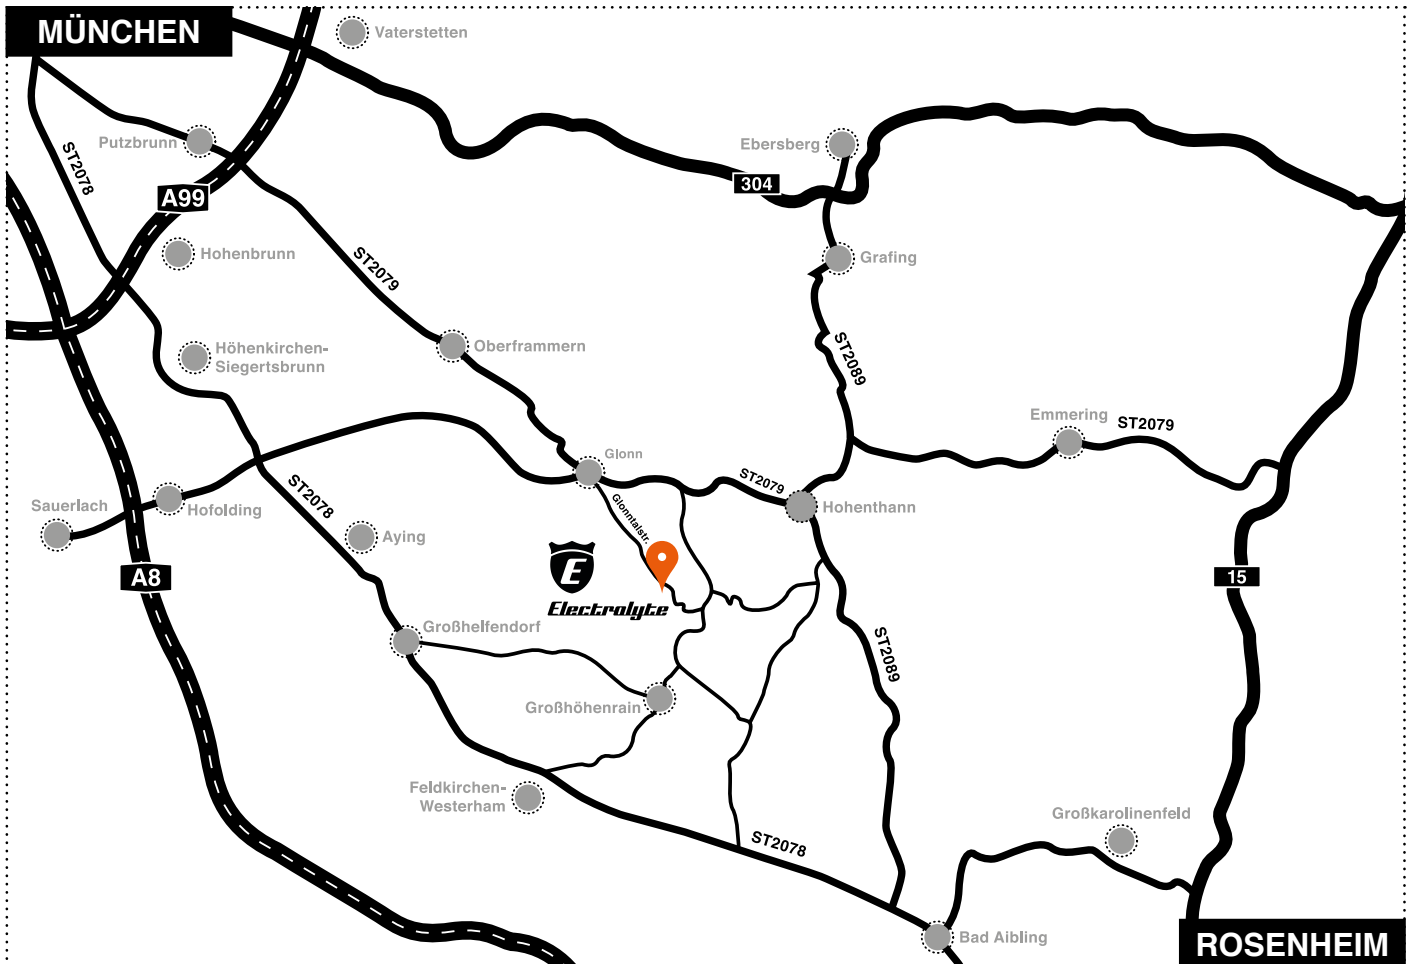 MÜNCHEN
Vaterstetten
Putzbrunn
Ebersberg
ST2078
304
A99
Hohenbrunn
Grafing
ST2079
Höhenkirchen-
Siegertsbrunn
Oberframmern
ST2089
Emmering
ST2079
Glonn
ST2079
Sauerlach
Hofolding
ST2078
Glonntalstr.
Hohenthann
Aying
A8
E
15
Electrolyte
Großhelfendorf
ST2089
Großhöhenrain
Feldkirchen-
Westerham
Großkarolinenfeld
ST2078
Bad Aibling
ROSENHEIM